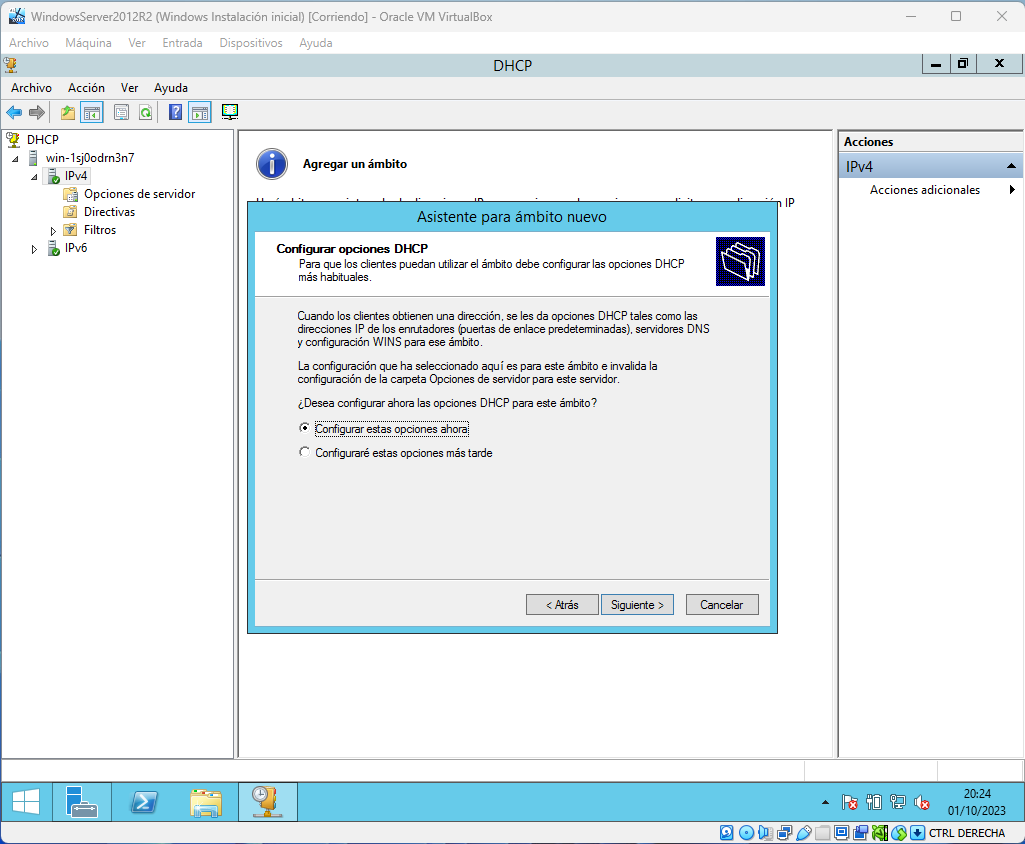 WindowsServer2012R2 (Windows Instalación inicial) [Corriendo] - Oracle VM VirtualBox
Archivo Máquina Ver Entrada Dispositivos Ayuda
DHCP
Archivo Acción Ver Ayuda
DHCP
win-1sj0odrn3n7
IPv4
Opciones de servidor
Directivas
Filtros
IPv6
Agregar un ámbito
IP
Asistente para ámbito nuevo
Configurar opciones DHCP
Para que los clientes puedan utilizar el ámbito debe configurar las opciones DHCP
más habituales.
Cuando los clientes obtienen una dirección, se les da opciones DHCP tales como las
direcciones IP de los enrutadores (puertas de enlace predeterminadas), servidores DNS
y configuración WINS para ese ámbito.
La configuración que ha seleccionado aquí es para este ámbito e invalida la
configuración de la carpeta Opciones de servidor para este servidor.
¿Desea configurar ahora las opciones DHCP para este ámbito?
Configurar estas opciones ahora
Configuraré estas opciones más tarde
< Atrás Siguiente > Cancelar
Acciones
IPv4
Acciones adicionales
20:24
01/10/2023
CTRL DERECHA